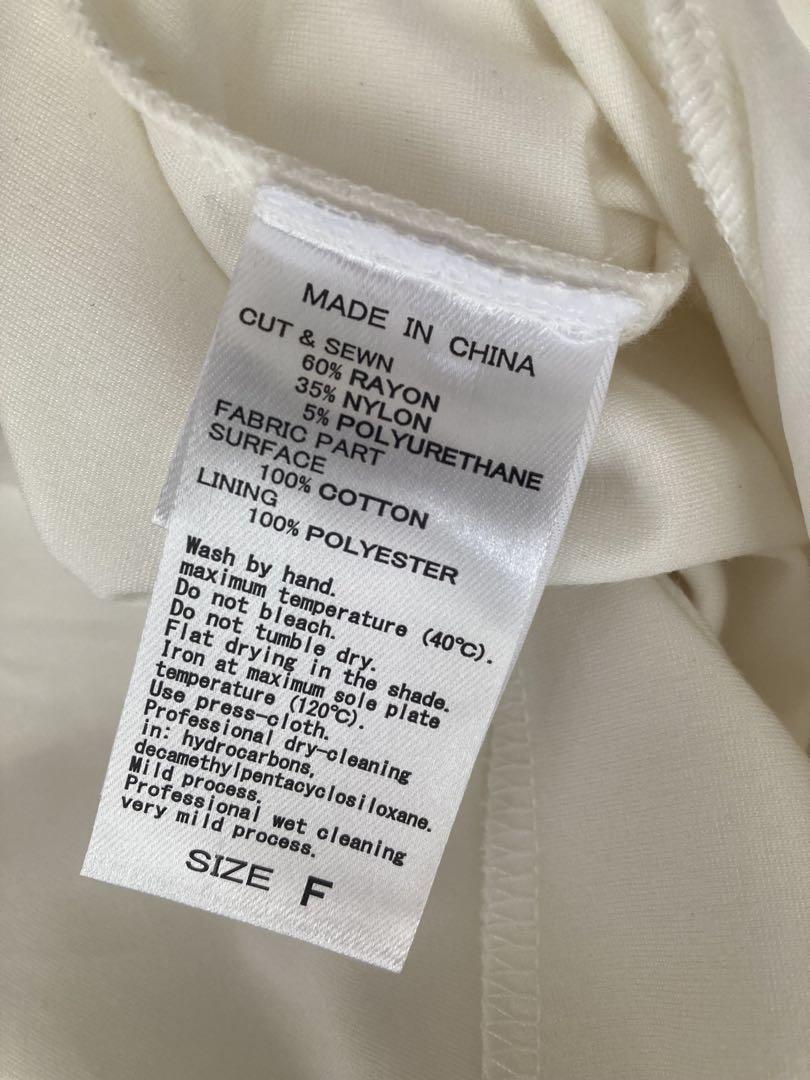 MADE IN CHINA
CUT & SEWN
60% RAYON
35% NYLON
5% POLYURETHANE
FABRIC PART
SURFACE
100% COTTON
LINING
100% POLYESTER
Wash by hand.
maximum temperature (40℃).
Do not bleach.
Do not tumble dry.
Flat drying in the shade.
Iron at maximum sole plate
temperature (120℃).
Use press-cloth.
Professional dry-cleaning
in: hydrocarbons,
decamethylpentacyclosiloxane.
Mild process.
Professional wet cleaning
very mild process.
SIZE F